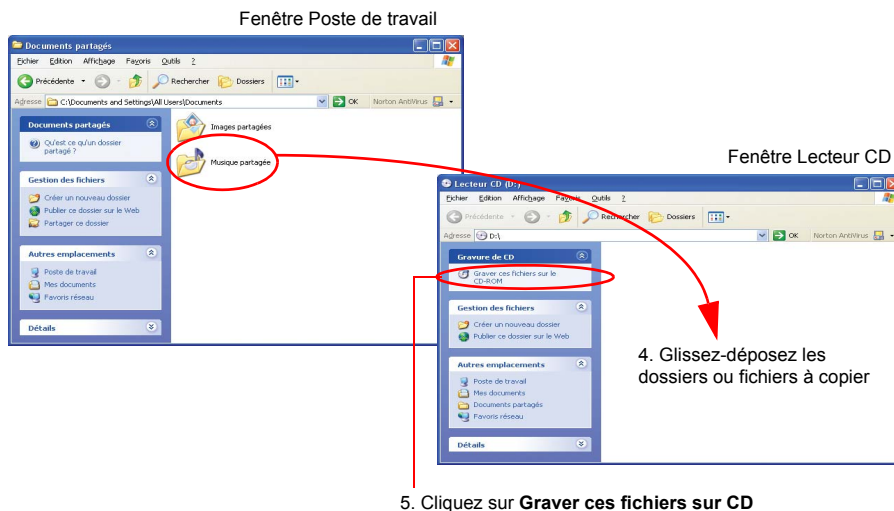 Fenêtre Poste de travail
Documents partagés
Fichier Edition Affichage Favoris Outils ?
Précédente Rechercher Dossiers
Adresse C:\Documents and Settings\All Users\Documents OK Norton AntiVirus
Documents partagés
Qu'est ce qu'un dossier
partagé ?
Gestion des fichiers
Créer un nouveau dossier
Publier ce dossier sur le Web
Partager ce dossier
Autres emplacements
Poste de travail
Mes documents
Favoris réseau
Détails
Images partagées
Musique partagée
Fenêtre Lecteur CD
Lecteur CD (D:)
Fichier Edition Affichage Favoris Outils ?
Précédente Rechercher Dossiers
Adresse D:\ OK Norton AntiVirus
Gravure de CD
Graver ces fichiers sur le
CD-ROM
Gestion des fichiers
Créer un nouveau dossier
Publier ce dossier sur le Web
Autres emplacements
Poste de travail
Mes documents
Documents partagés
Favoris réseau
Détails
4. Glissez-déposez les
dossiers ou fichiers à copier
5. Cliquez sur Graver ces fichiers sur CD